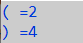 ( =2
) =4